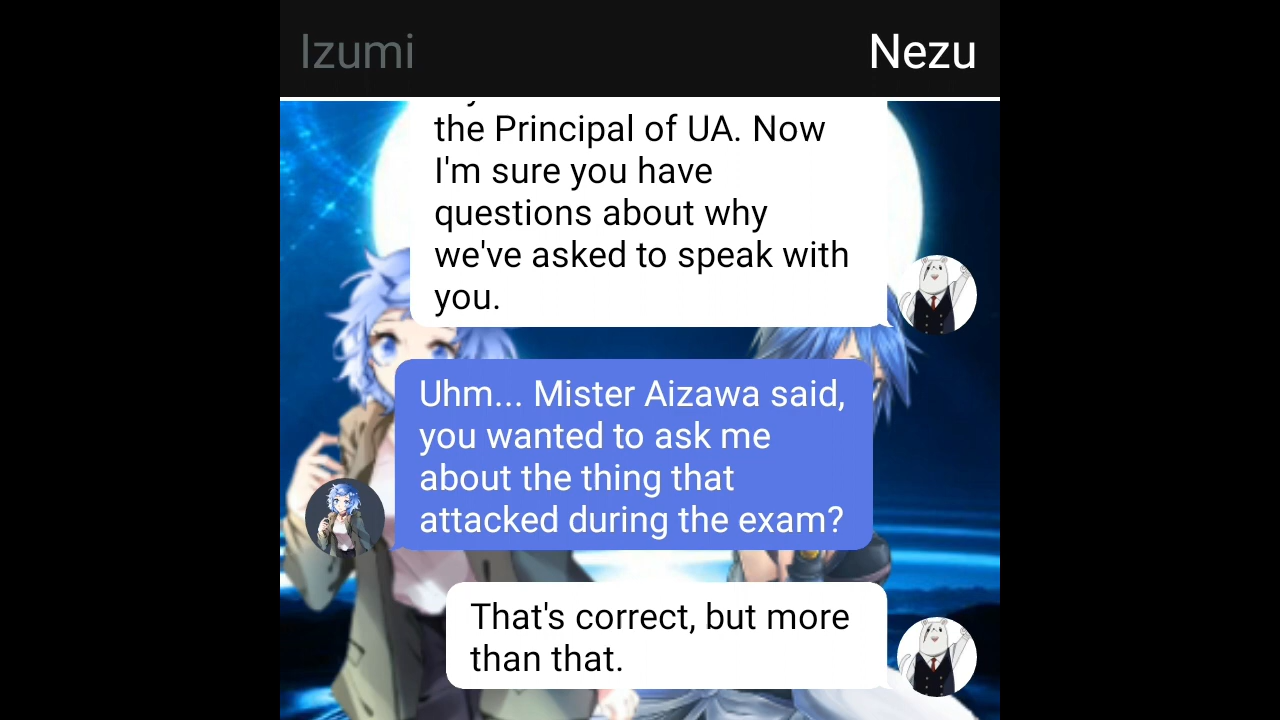 Izumi
Nezu
the Principal of UA. Now
I'm sure you have
questions about why
we've asked to speak with
you.
Uhm... Mister Aizawa said,
you wanted to ask me
about the thing that
attacked during the exam?
That's correct, but more
than that.